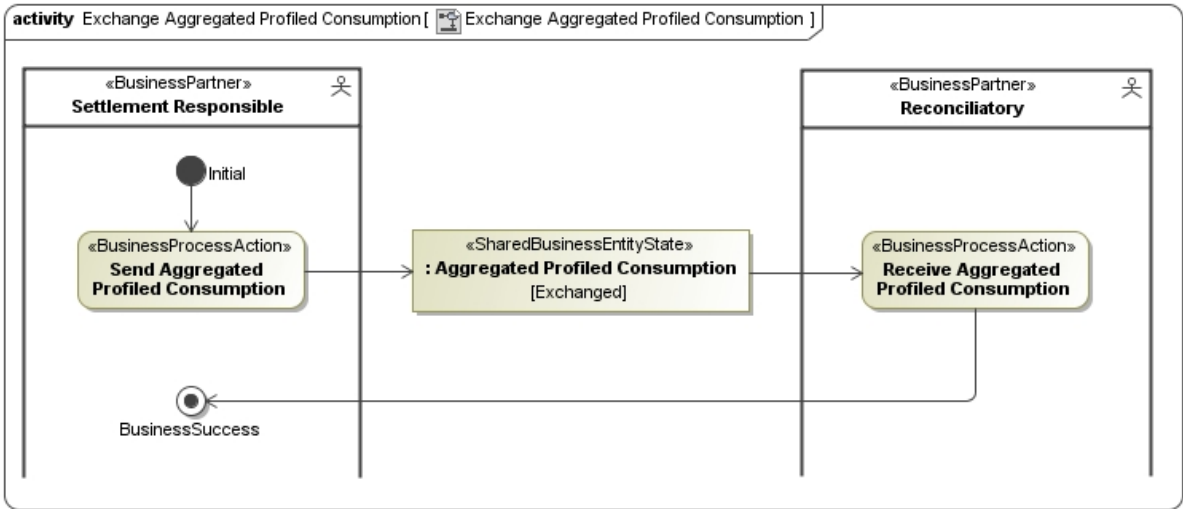 activity Exchange Aggregated Profiled Consumption [ Exchange Aggregated Profiled Consumption ]
«BusinessPartner»
Settlement Responsible
«BusinessPartner»
Reconciliatory
Initial
«BusinessProcessAction»
Send Aggregated
Profiled Consumption
«SharedBusinessEntityState»
: Aggregated Profiled Consumption
[Exchanged]
«BusinessProcessAction»
Receive Aggregated
Profiled Consumption
BusinessSuccess